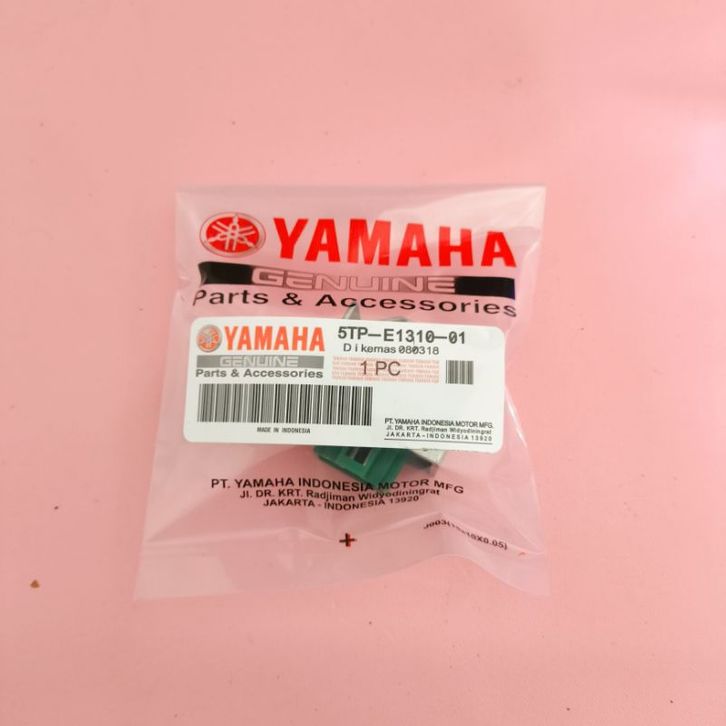 YAMAHA
GENUINE
Parts & Accessories
YAMAHA
GENUINE
Parts & Accessories
5TP-E1310-01
Dikemas 080318
1 PC
MADE IN INDONESIA
PT. YAMAHA INDONESIA MOTOR MFG.
Jl. DR. KRT. Radjiman Widyodiningrat
JAKARTA - INDONESIA 13920
PT. YAMAHA INDONESIA MOTOR MFG
Jl. DR. KRT. Radjiman Widyodiningrat
JAKARTA - INDONESIA 13920